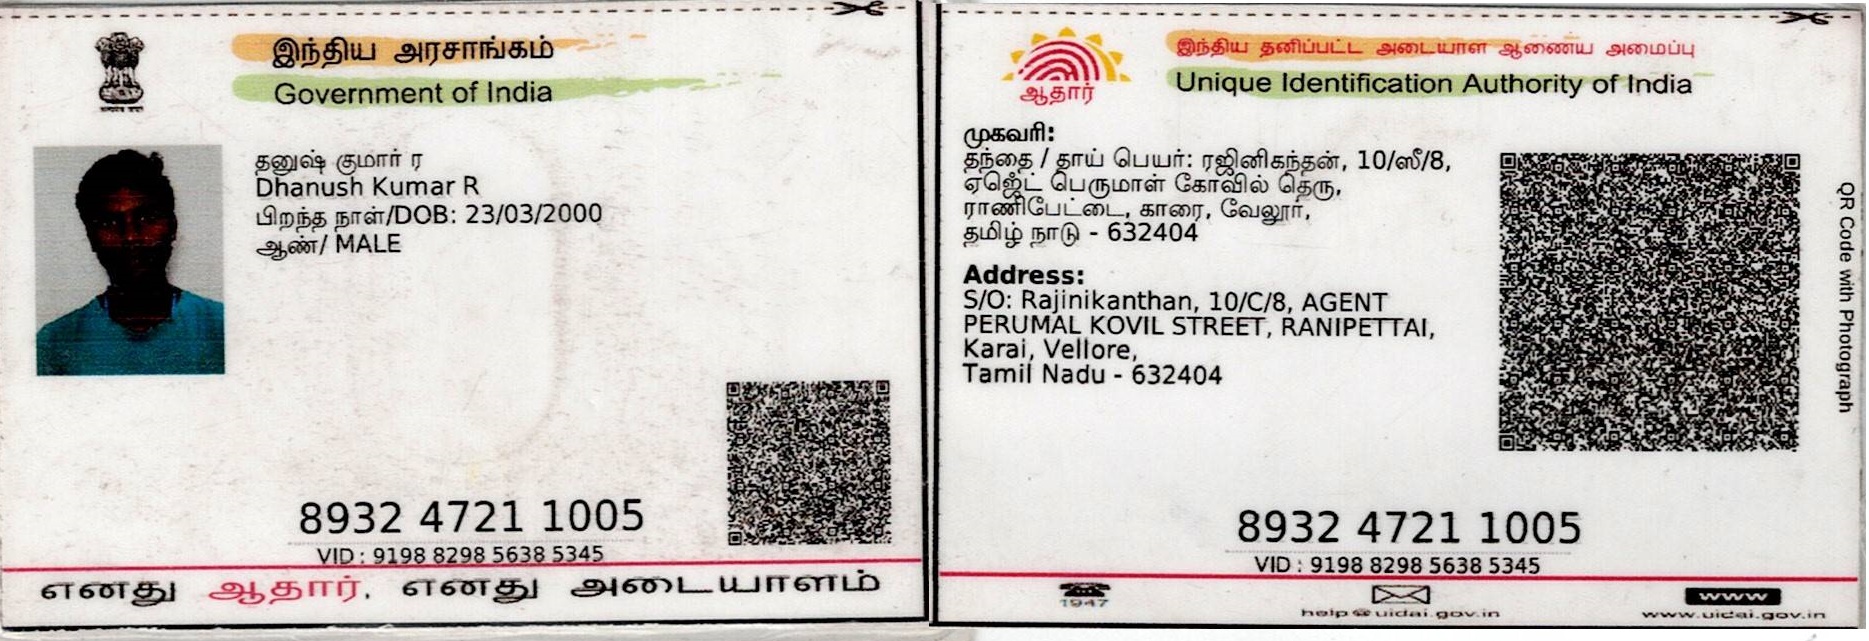 இந்திய அரசாங்கம்
Government of India
தனுஷ் குமார் ர
Dhanush Kumar R
பிறந்த நாள்/DOB: 23/03/2000
ஆண்/ MALE
8932 4721 1005
VID : 9198 8298 5638 5345
எனது ஆதார், எனது அடையாளம்
இந்திய தனிப்பட்ட அடையாள ஆணைய அமைப்பு
Unique Identification Authority of India
ஆதார்
முகவரி:
தந்தை / தாய் பெயர்: ரஜினிகந்தன், 10/ஸீ/8,
ஏஜெ்ட் பெருமாள் கோவில் தெரு,
ராணிபேட்டை, காரை, வேலூர்,
தமிழ் நாடு - 632404
Address:
S/O: Rajinikanthan, 10/C/8, AGENT
PERUMAL KOVIL STREET, RANIPETTAI,
Karai, Vellore,
Tamil Nadu - 632404
QR Code with Photograph
8932 4721 1005
VID : 9198 8298 5638 5345
1947
help@uidai.gov.in
www
www.uidai.gov.in